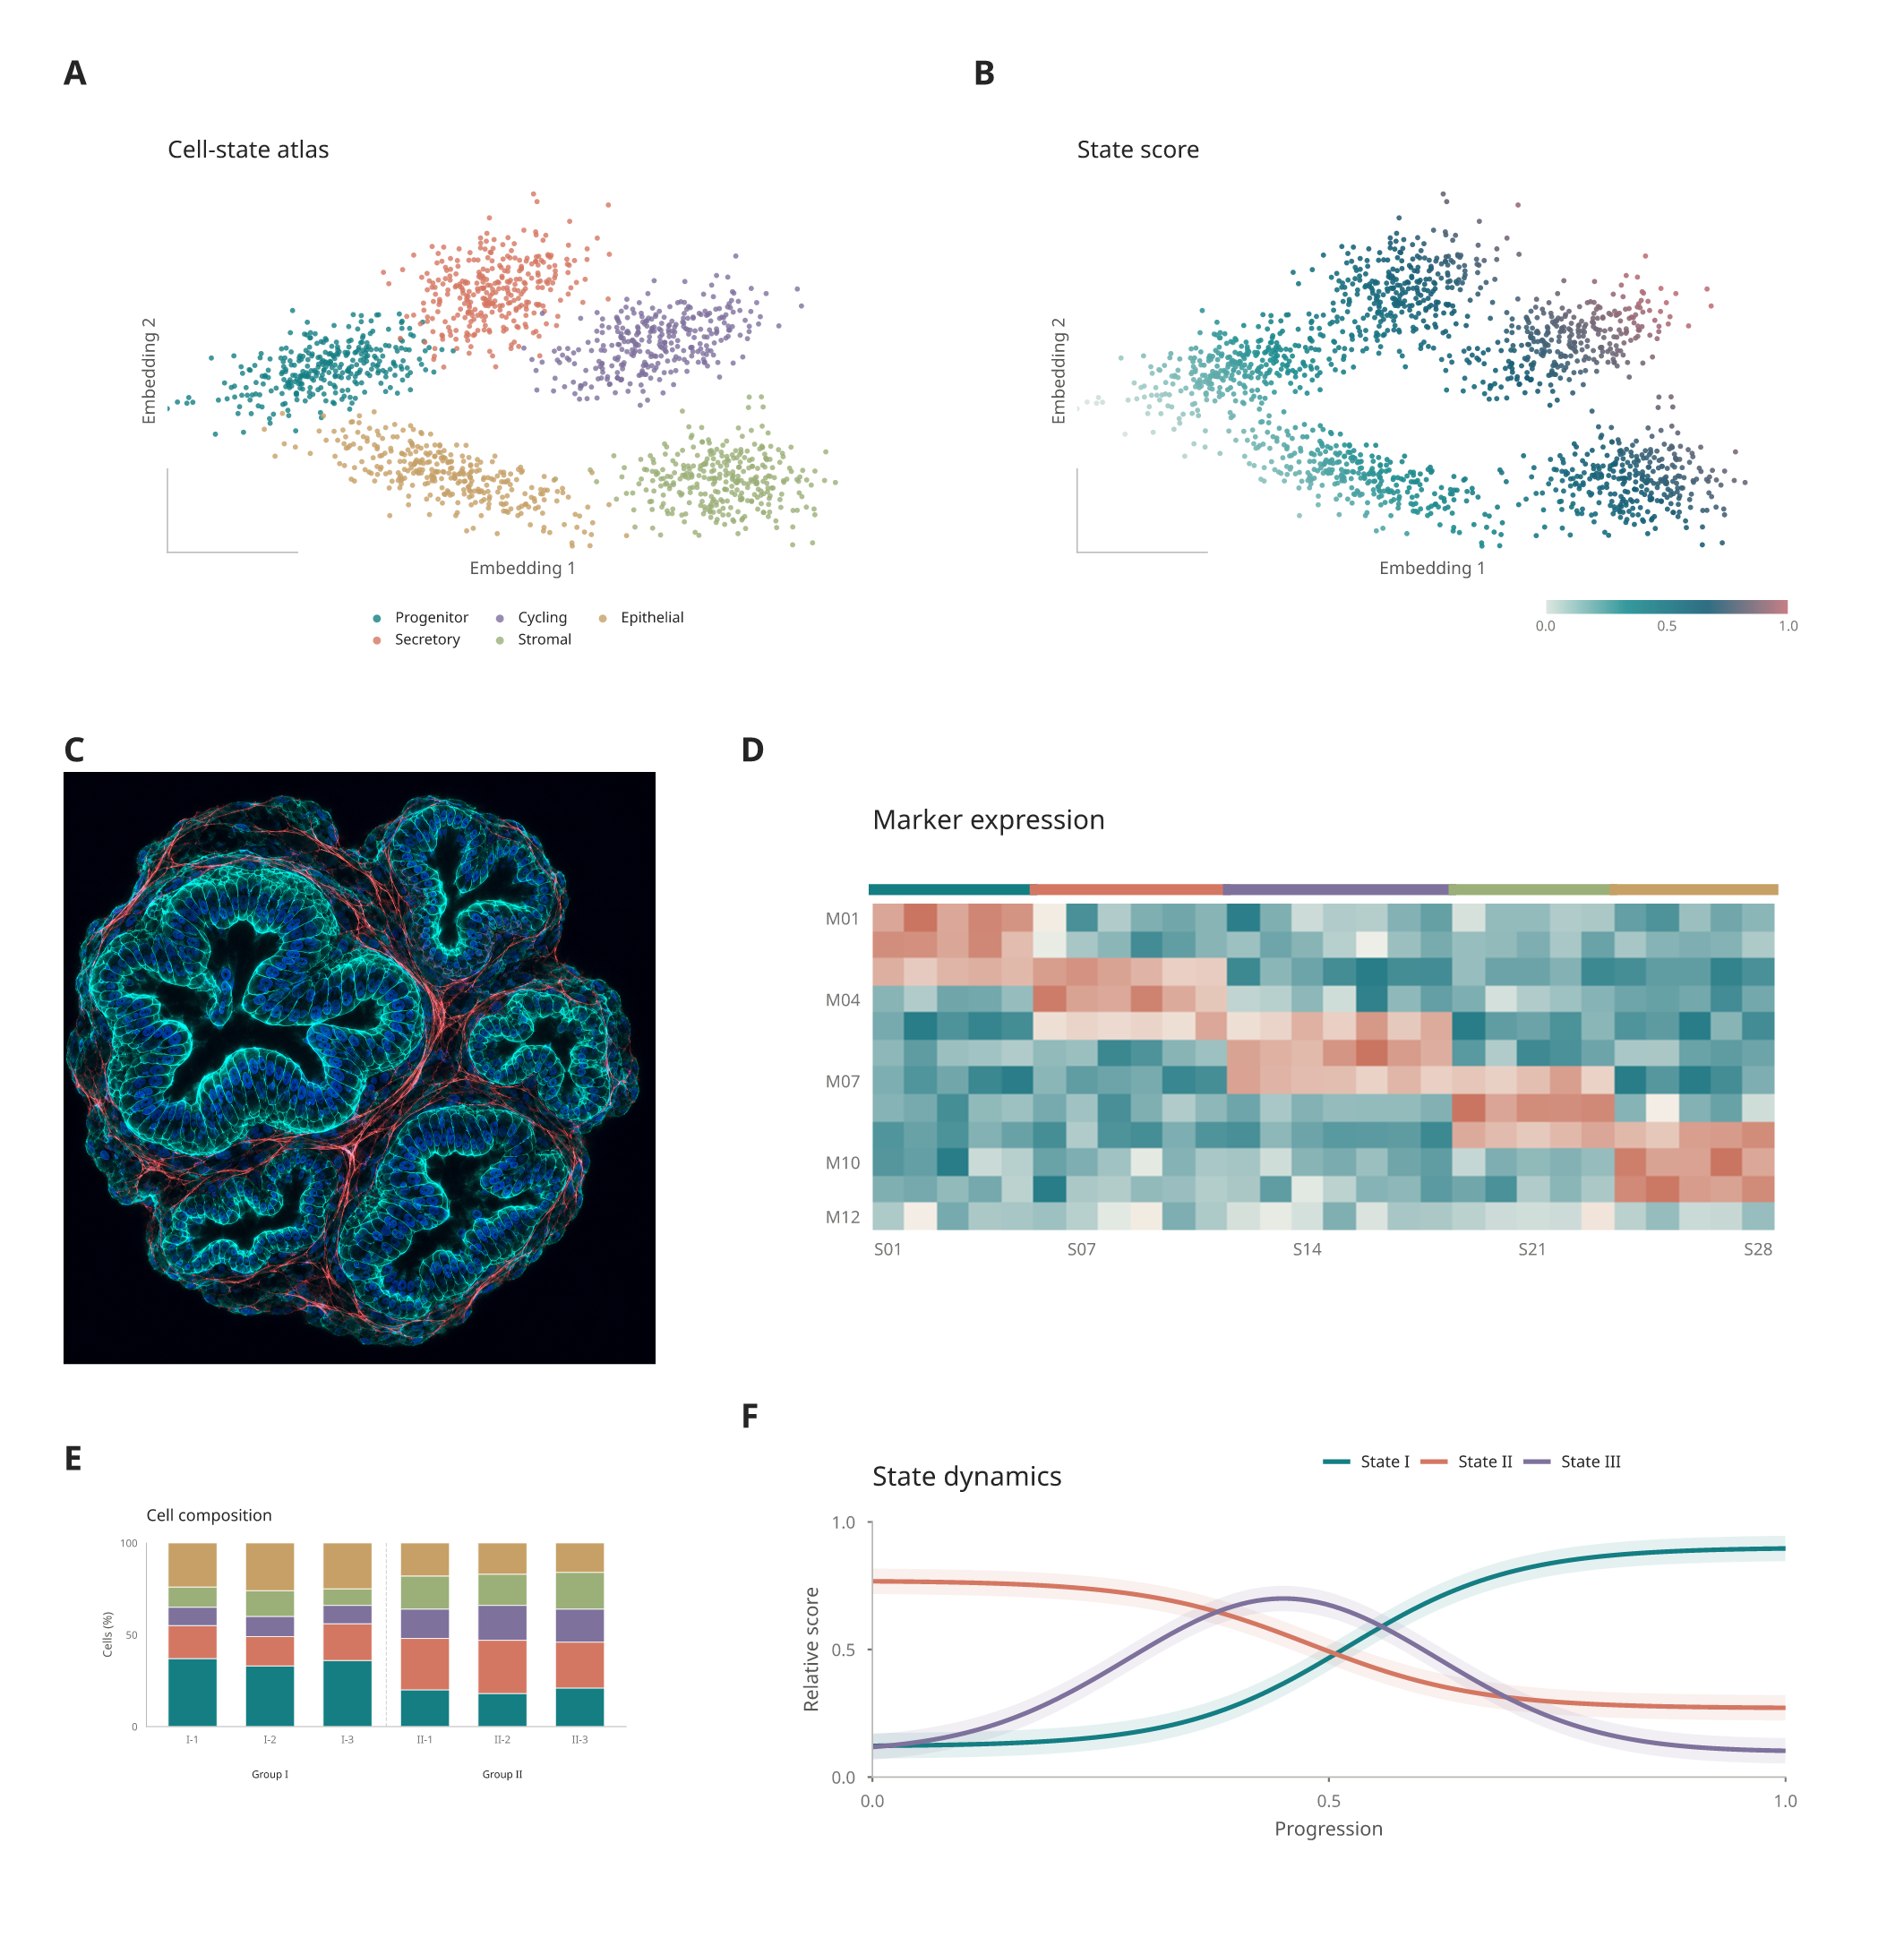 A
Cell-state atlas
Embedding 2
Embedding 1
Progenitor
Cycling
Epithelial
Secretory
Stromal
B
State score
Embedding 2
Embedding 1
0.0
0.5
1.0
C
D
Marker expression
M01
M04
M07
M10
M12
S01
S07
S14
S21
S28
E
Cell composition
100
50
0
Cells (%)
I-1
I-2
I-3
II-1
II-2
II-3
Group I
Group II
F
State dynamics
State I
State II
State III
1.0
0.5
0.0
Relative score
0.0
0.5
1.0
Progression